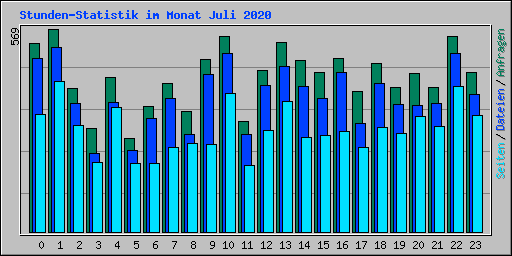 Stunden-Statistik im Monat Juli 2020
569
Seiten / Dateien / Anfragen
0 1 2 3 4 5 6 7 8 9 10 11 12 13 14 15 16 17 18 19 20 21 22 23